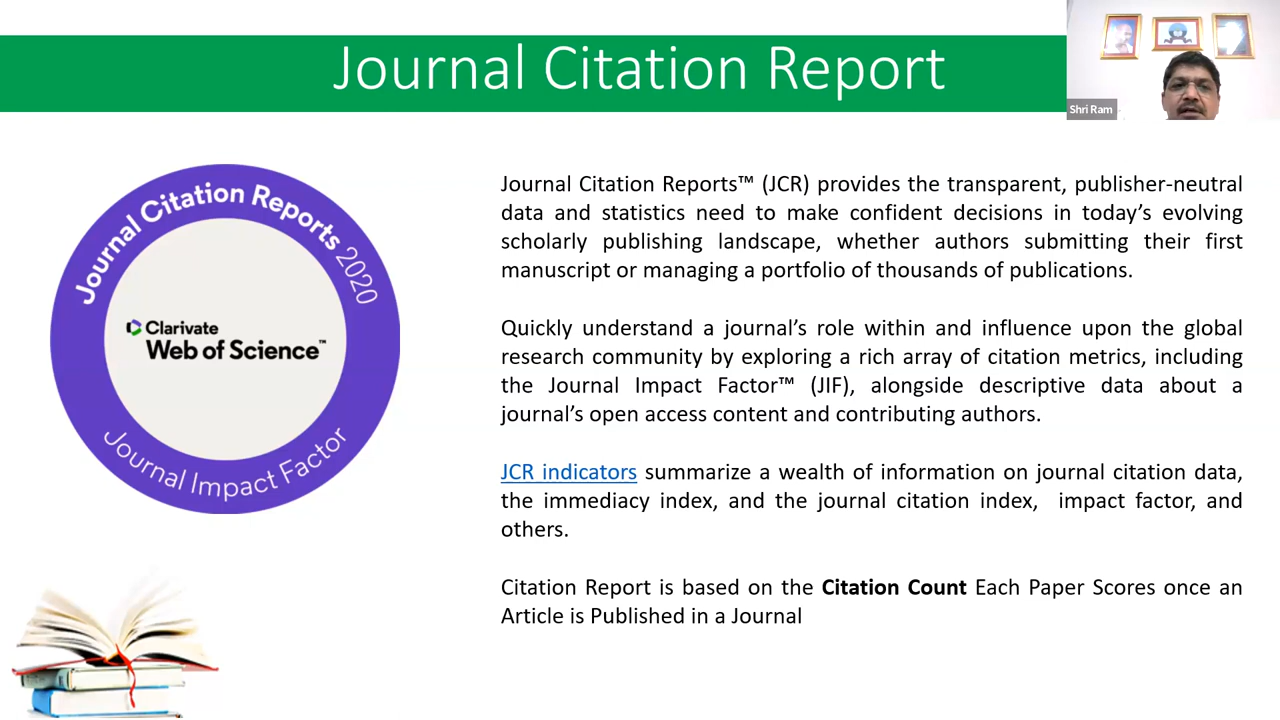 Journal Citation Report
Shri Ram
Journal Citation Reports 2020
Clarivate
Web of Science™
Journal Impact Factor
Journal Citation Reports™ (JCR) provides the transparent, publisher-neutral
data and statistics need to make confident decisions in today's evolving
scholarly publishing landscape, whether authors submitting their first
manuscript or managing a portfolio of thousands of publications.
Quickly understand a journal's role within and influence upon the global
research community by exploring a rich array of citation metrics, including
the Journal Impact Factor™ (JIF), alongside descriptive data about a
journal's open access content and contributing authors.
JCR indicators summarize a wealth of information on journal citation data,
the immediacy index, and the journal citation index, impact factor, and
others.
Citation Report is based on the Citation Count Each Paper Scores once an
Article is Published in a Journal